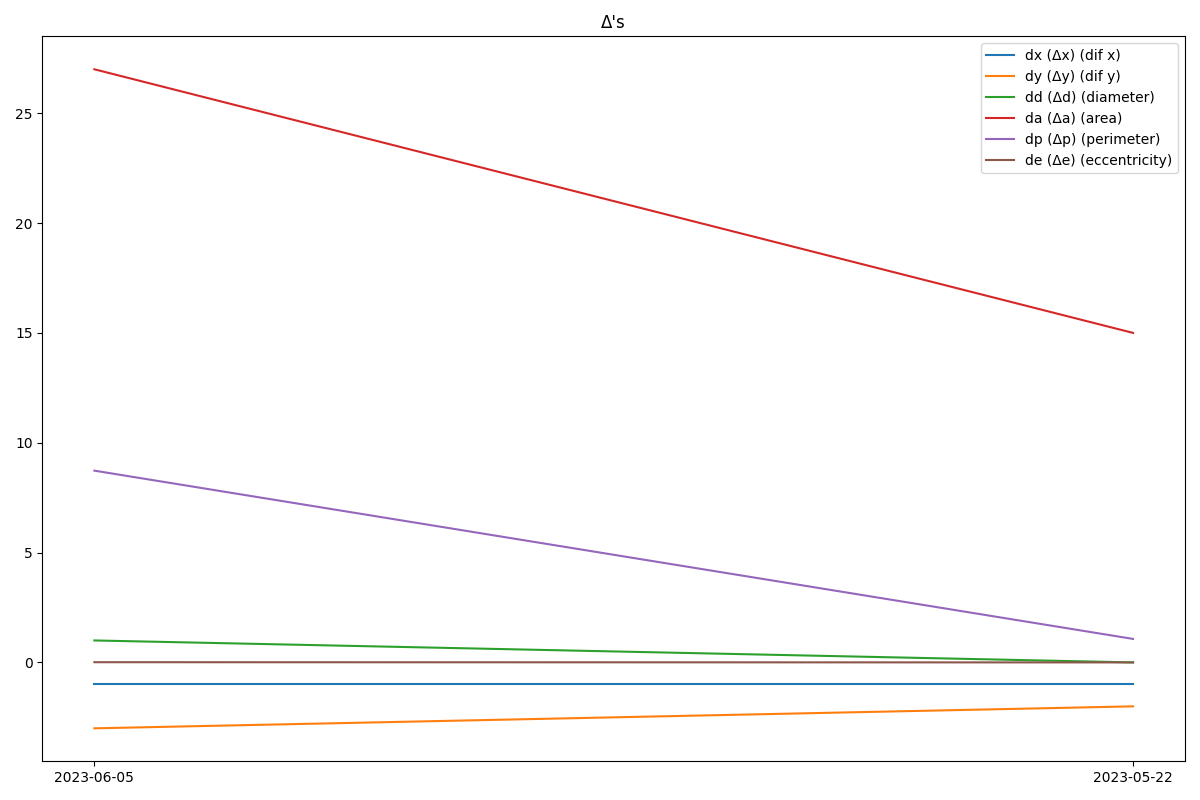 Δ's
dx (Δx) (dif x)
dy (Δy) (dif y)
dd (Δd) (diameter)
da (Δa) (area)
dp (Δp) (perimeter)
de (Δe) (eccentricity)
25
20
15
10
5
0
2023-06-05
2023-05-22